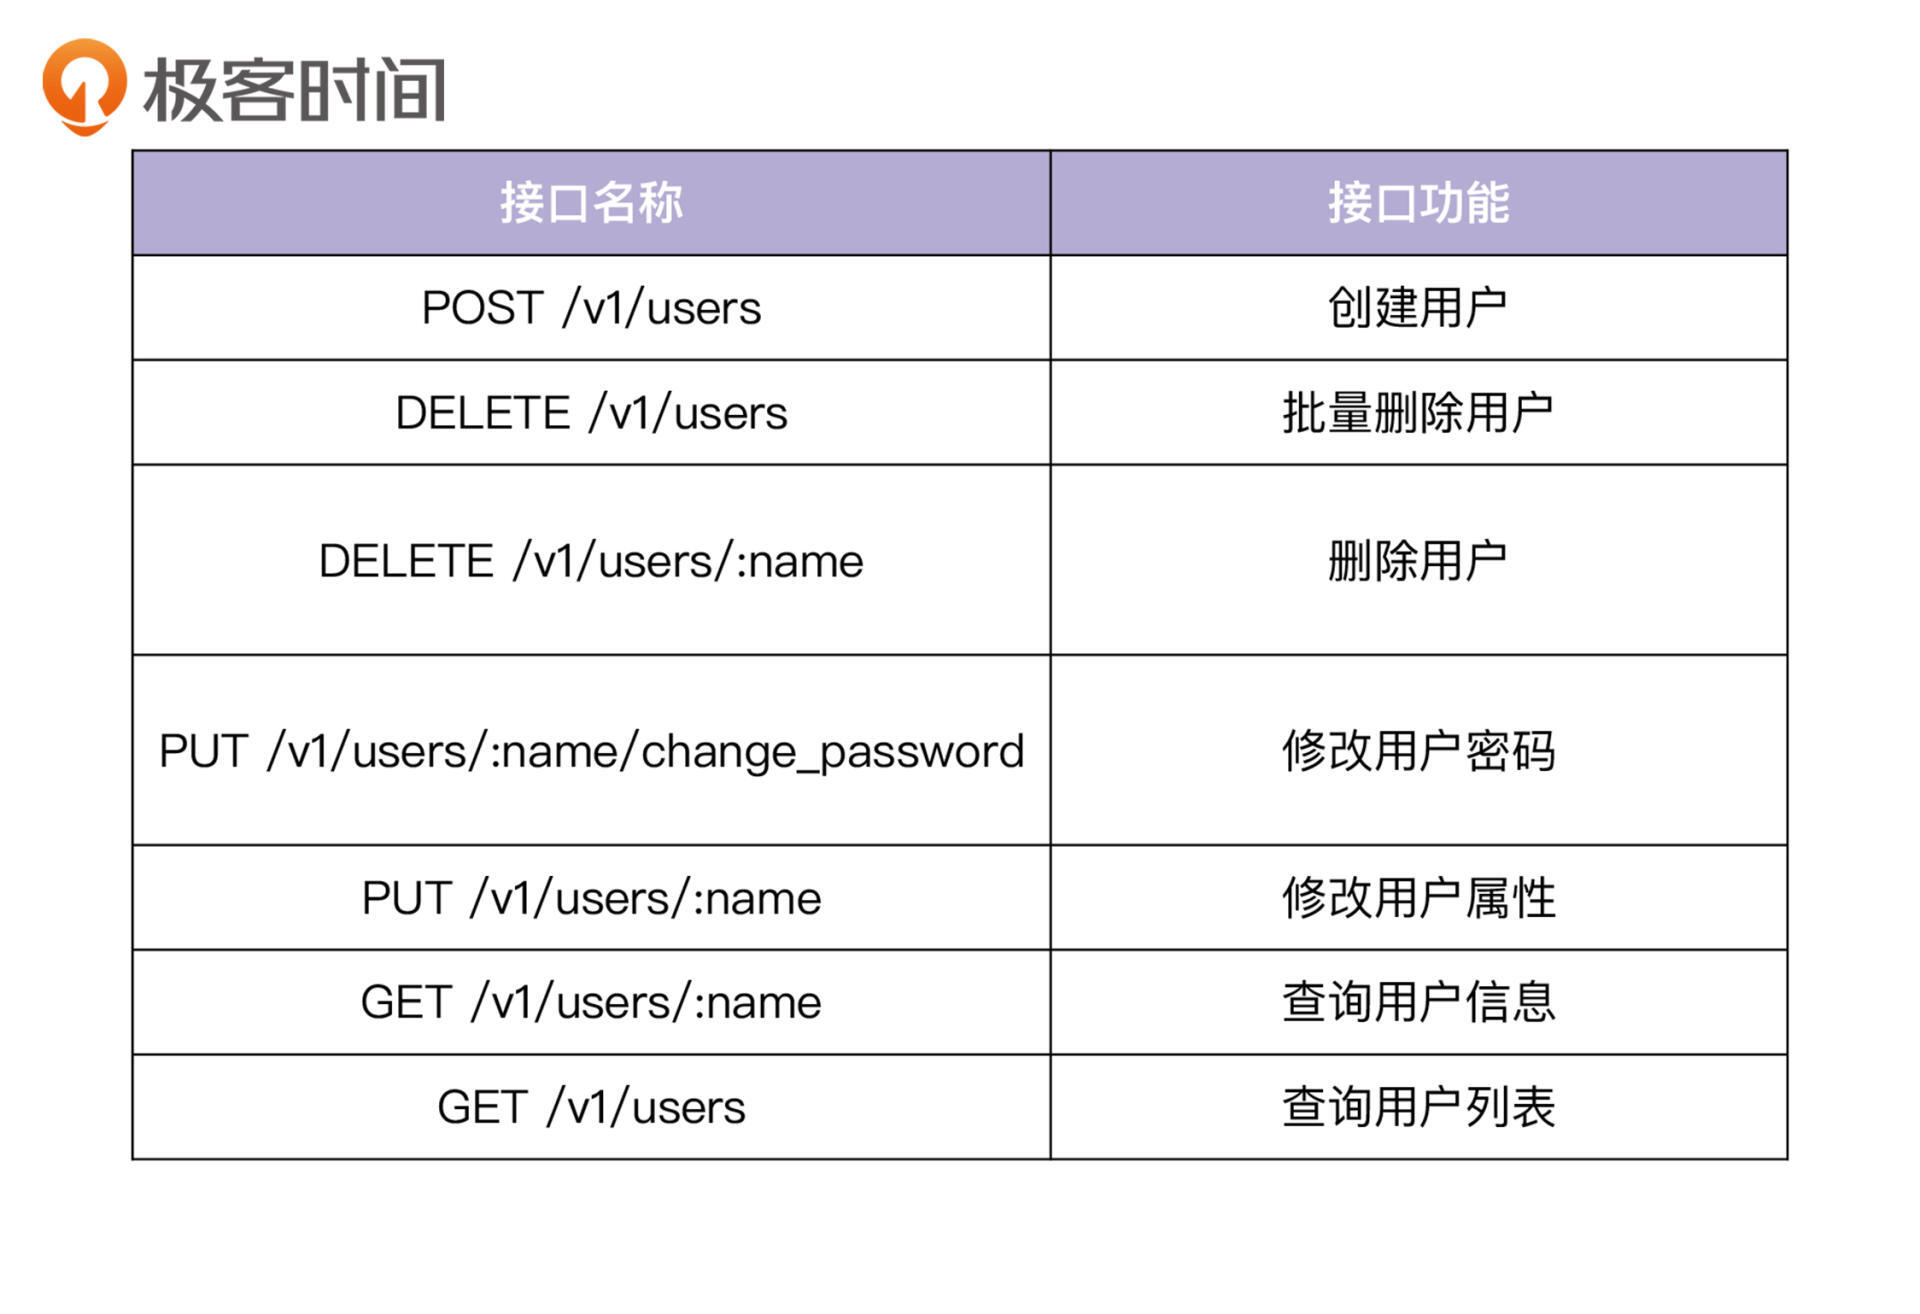 极客时间
接口名称 接口功能
POST /v1/users 创建用户
DELETE /v1/users 批量删除用户
DELETE /v1/users/:name 删除用户
PUT /v1/users/:name/change_password 修改用户密码
PUT /v1/users/:name 修改用户属性
GET /v1/users/:name 查询用户信息
GET /v1/users 查询用户列表